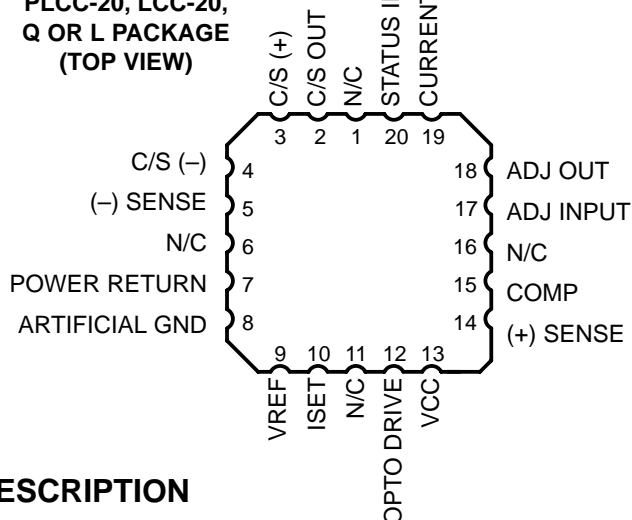 PLCC-20, LCC-20,
Q OR L PACKAGE
(TOP VIEW)
C/S (+)
C/S OUT
N/C
STATUS
CURRENT
3 2 1 20 19
C/S (–) 4
(–) SENSE 5
N/C 6
POWER RETURN 7
ARTIFICIAL GND 8
18 ADJ OUT
17 ADJ INPUT
16 N/C
15 COMP
14 (+) SENSE
9 10 11 12 13
VREF
ISET
N/C
OPTO DRIVE
VCC
ESCRIPTION